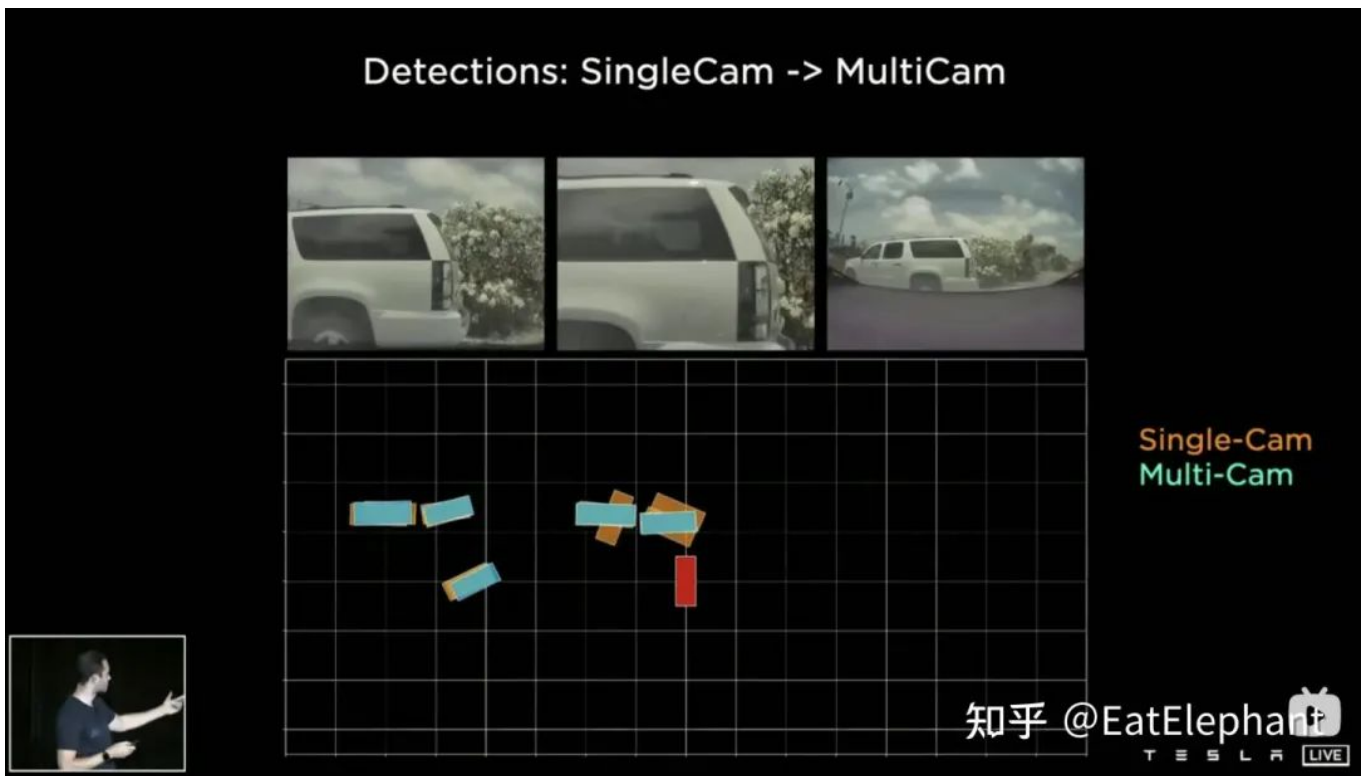 Detections: SingleCam -> MultiCam
Single-Cam
Multi-Cam
知乎 @EatElephant
TESLA LIVE